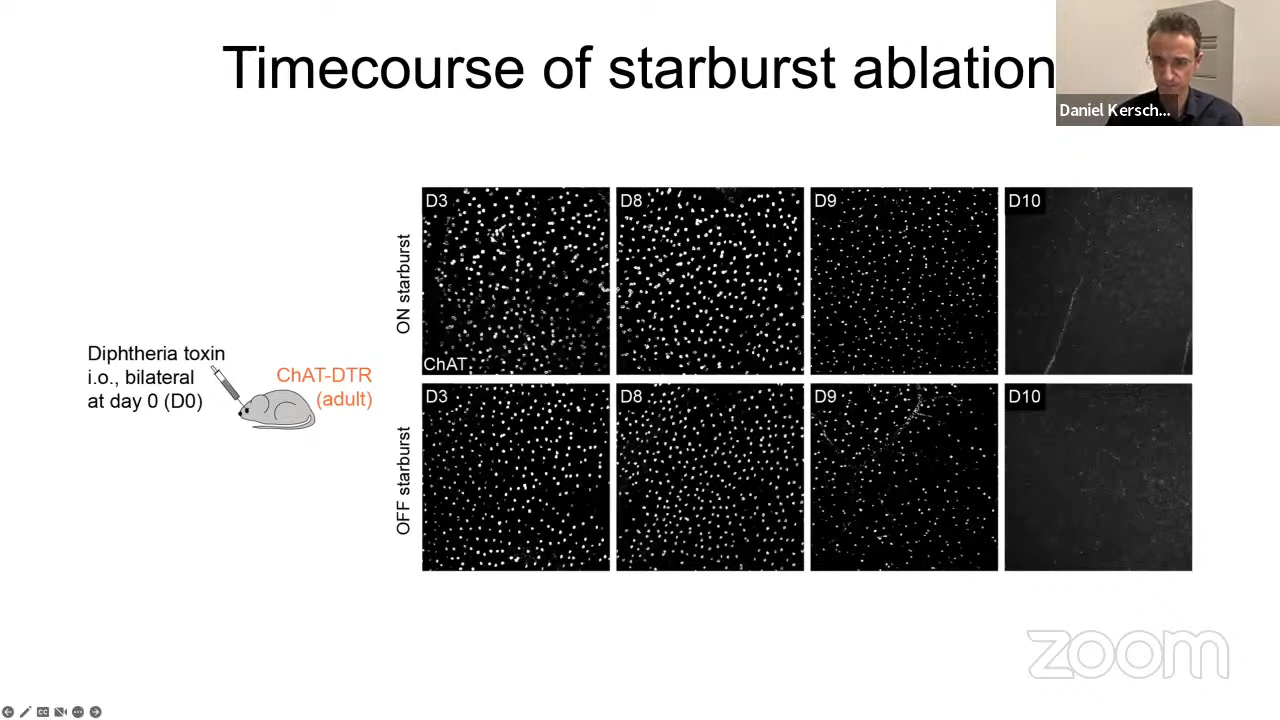 Timecourse of starburst ablation
Daniel Kersch...
Diphtheria toxin
i.o., bilateral
at day 0 (D0)
ChAT-DTR
(adult)
ON starburst
D3
D8
D9
D10
ChAT
OFF starburst
D3
D8
D9
D10
zoom
CC